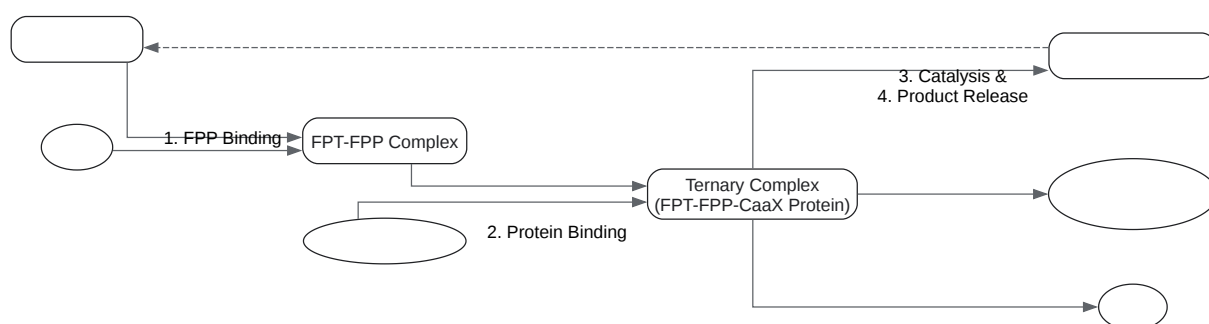 3. Catalysis &
4. Product Release
1. FPP Binding
FPT-FPP Complex
Ternary Complex
(FPT-FPP-CaaX Protein)
2. Protein Binding